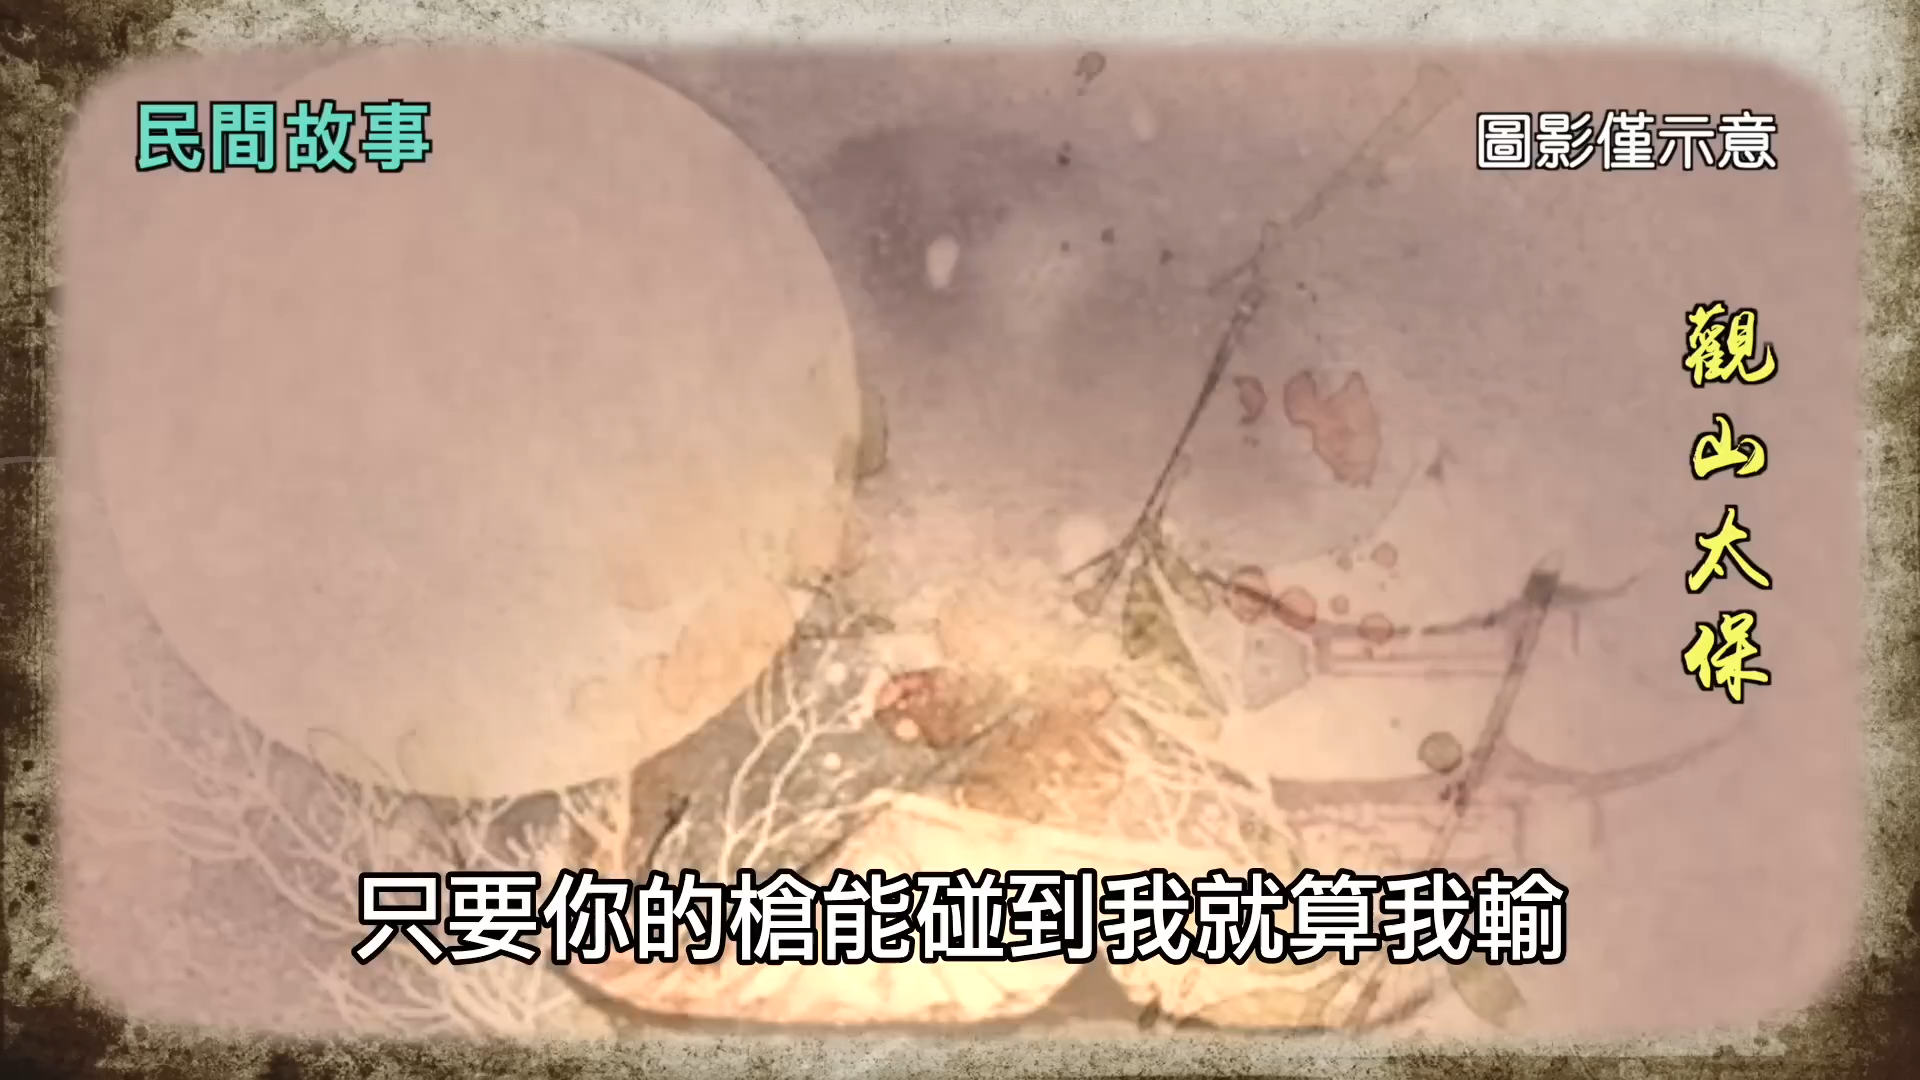 民間故事
圖影僅示意
觀山太保
只要你的槍能碰到我就算我輸